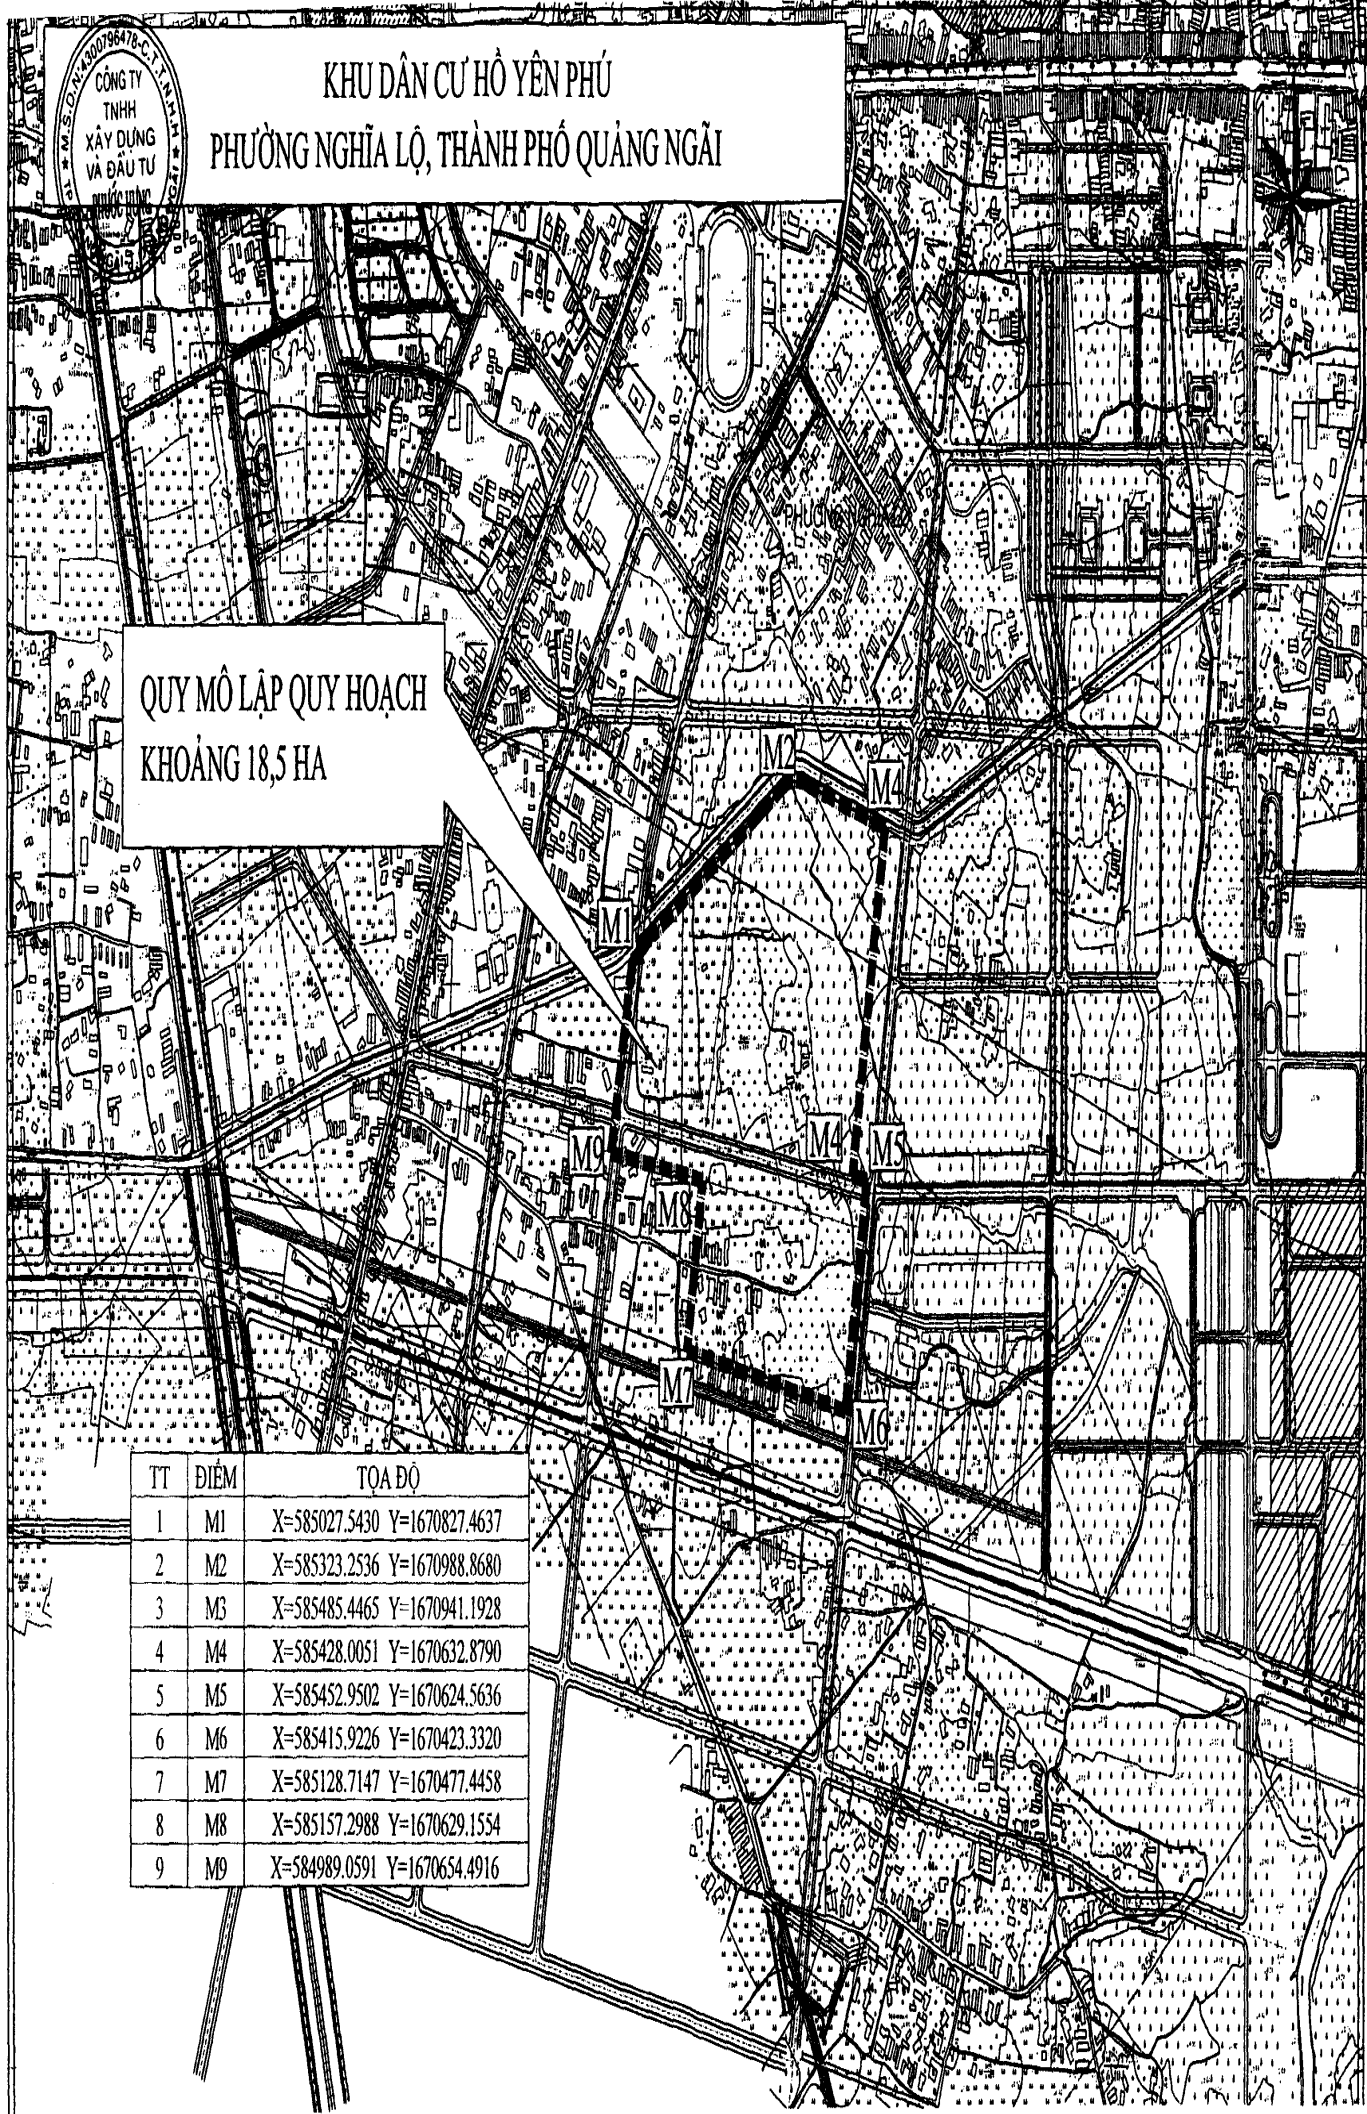 M.S.D.N:4300796478-C.T.T.N.H.H
CÔNG TY
TNHH
XÂY DỰNG
VÀ ĐẦU TƯ
KHU DÂN CƯ HỒ YÊN PHÚ
PHƯỜNG NGHĨA LỘ, THÀNH PHỐ QUẢNG NGÃI
QUY MÔ LẬP QUY HOẠCH
KHOẢNG 18,5 HA
M2
M4
M1
M4
M5
M9
M8
M7
M6
TT ĐIỂM TỌA ĐỘ
1 M1 X=585027.5430 Y=1670827.4637
2 M2 X=585323.2536 Y=1670988.8680
3 M3 X=585485.4465 Y=1670941.1928
4 M4 X=585428.0051 Y=1670632.8790
5 M5 X=585452.9502 Y=1670624.5636
6 M6 X=585415.9226 Y=1670423.3320
7 M7 X=585128.7147 Y=1670477.4458
8 M8 X=585157.2988 Y=1670629.1554
9 M9 X=584989.0591 Y=1670654.4916